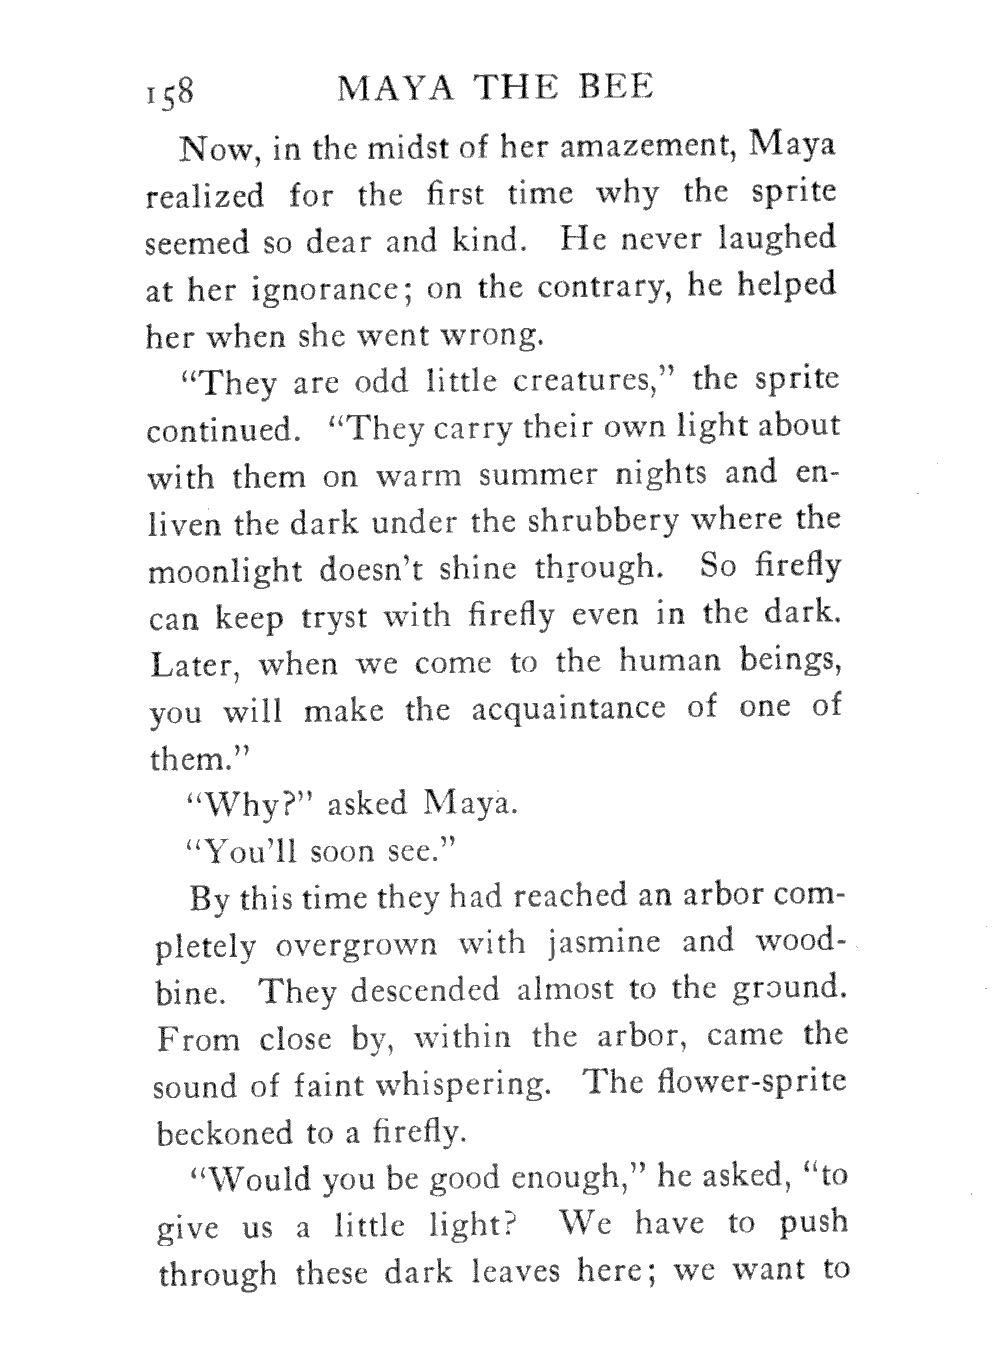 158 MAYA THE BEE
Now, in the midst of her amazement, Maya
realized for the first time why the sprite
seemed so dear and kind. He never laughed
at her ignorance; on the contrary, he helped
her when she went wrong.
“They are odd little creatures,” the sprite
continued. “They carry their own light about
with them on warm summer nights and en-
liven the dark under the shrubbery where the
moonlight doesn’t shine through. So firefly
can keep tryst with firefly even in the dark.
Later, when we come to the human beings,
you will make the acquaintance of one of
them.”
“Why?” asked Maya.
“You’ll soon see.”
By this time they had reached an arbor com-
pletely overgrown with jasmine and wood-
bine. They descended almost to the ground.
From close by, within the arbor, came the
sound of faint whispering. The flower-sprite
beckoned to a firefly.
“Would you be good enough,” he asked, “to
give us a little light? We have to push
through these dark leaves here; we want to